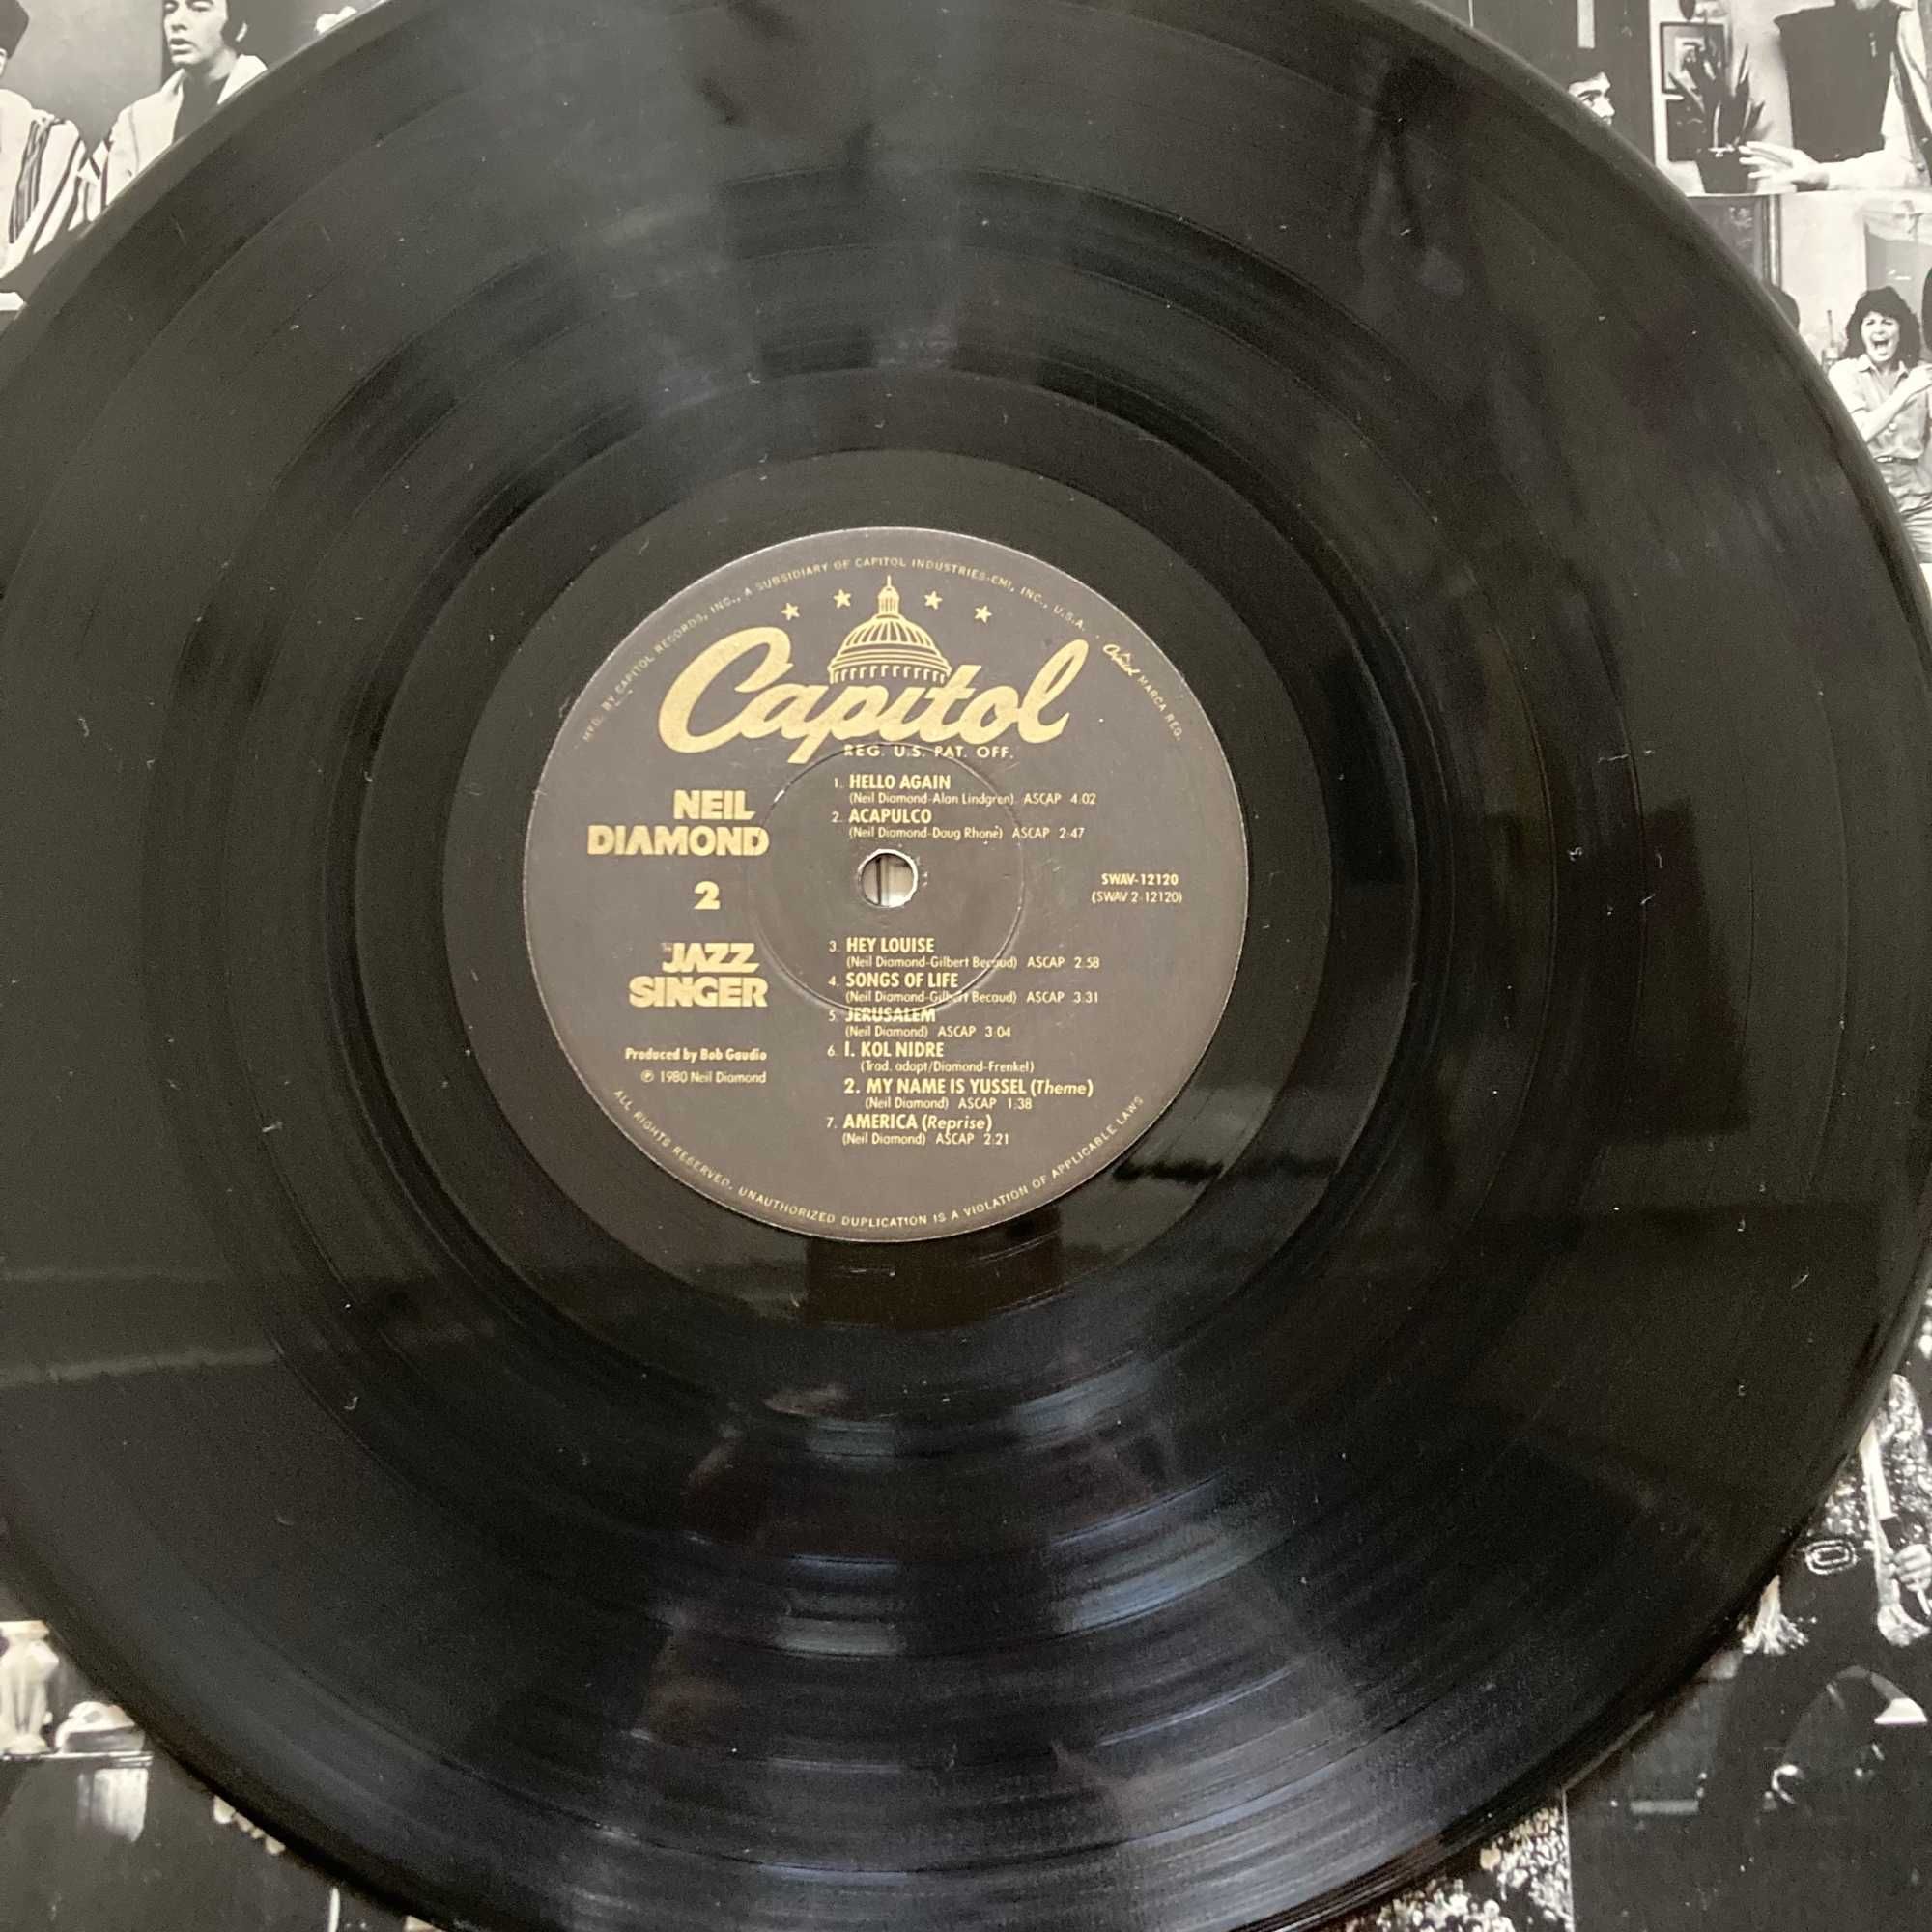 MFD. BY CAPITOL RECORDS, INC., A SUBSIDIARY OF CAPITOL INDUSTRIES-EMI, INC., U.S.A. • Capitol MARCA REG.
Capitol
REG. U.S. PAT. OFF.
NEIL
DIAMOND
2
THE JAZZ
SINGER
Produced by Bob Gaudio
℗ 1980 Neil Diamond
1. HELLO AGAIN
(Neil Diamond-Alan Lindgren) ASCAP 4:02
2. ACAPULCO
(Neil Diamond-Doug Rhone) ASCAP 2:47
SWAV-12120
(SWAV 2-12120)
3. HEY LOUISE
(Neil Diamond-Gilbert Becaud) ASCAP 2:58
4. SONGS OF LIFE
(Neil Diamond-Gilbert Becaud) ASCAP 3:31
5. JERUSALEM
(Neil Diamond) ASCAP 3:04
6. 1. KOL NIDRE
(Trad. adapt/Diamond-Frenkel)
2. MY NAME IS YUSSEL (Theme)
(Neil Diamond) ASCAP 1:38
7. AMERICA (Reprise)
(Neil Diamond) ASCAP 2:21
ALL RIGHTS RESERVED. UNAUTHORIZED DUPLICATION IS A VIOLATION OF APPLICABLE LAWS